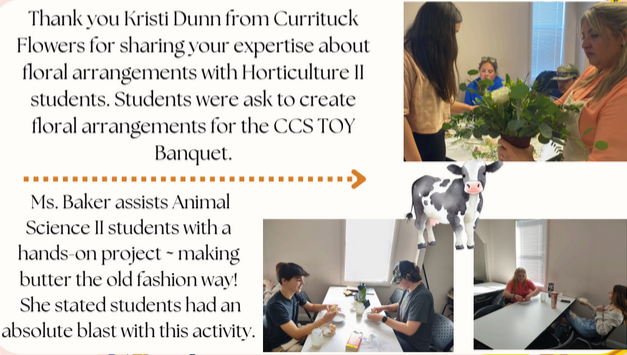 Thank you Kristi Dunn from Currituck
Flowers for sharing your expertise about
floral arrangements with Horticulture II
students. Students were ask to create
floral arrangements for the CCS TOY
Banquet.
Ms. Baker assists Animal
Science II students with a
hands-on project ~ making
butter the old fashion way!
She stated students had an
absolute blast with this activity.